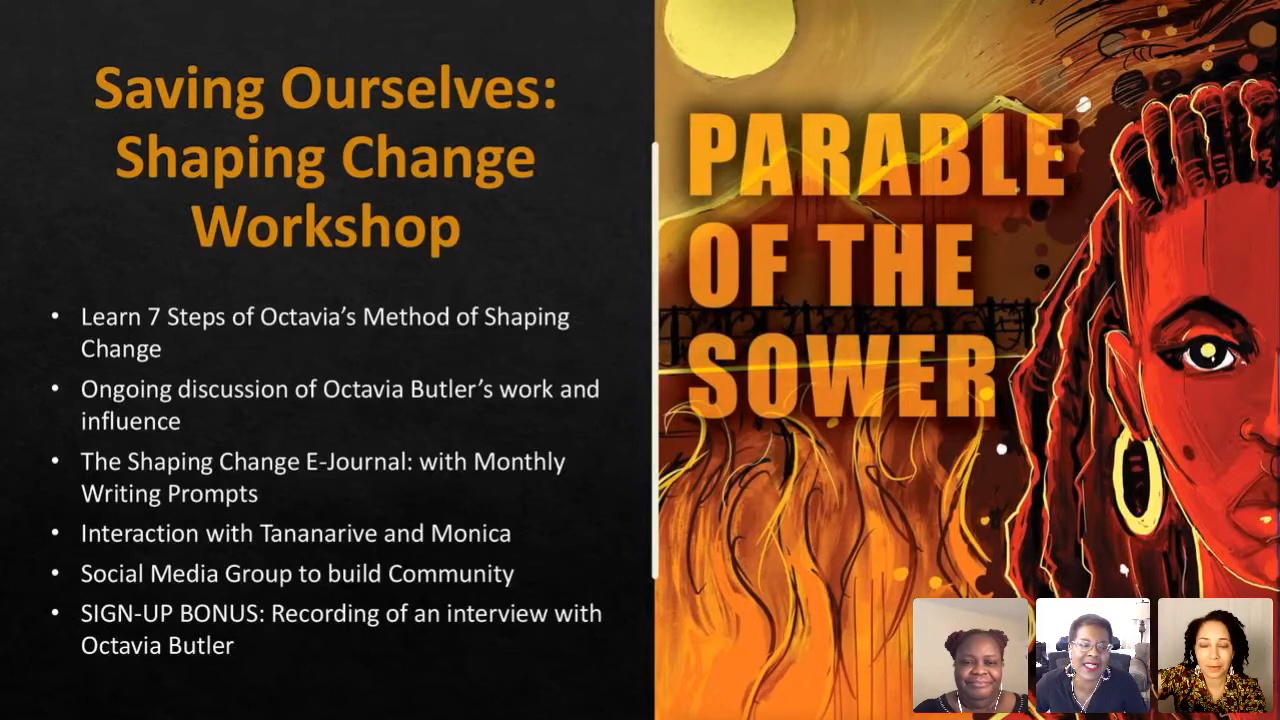 Saving Ourselves:
Shaping Change
Workshop
• Learn 7 Steps of Octavia’s Method of Shaping
Change
• Ongoing discussion of Octavia Butler’s work and
influence
• The Shaping Change E-Journal: with Monthly
Writing Prompts
• Interaction with Tananarive and Monica
• Social Media Group to build Community
• SIGN-UP BONUS: Recording of an interview with
Octavia Butler
PARABLE
OF THE
SOWER